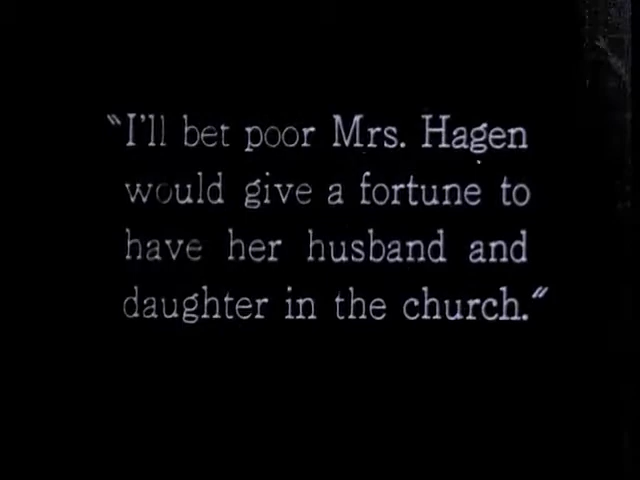 "I'll bet poor Mrs. Hagen
would give a fortune to
have her husband and
daughter in the church."